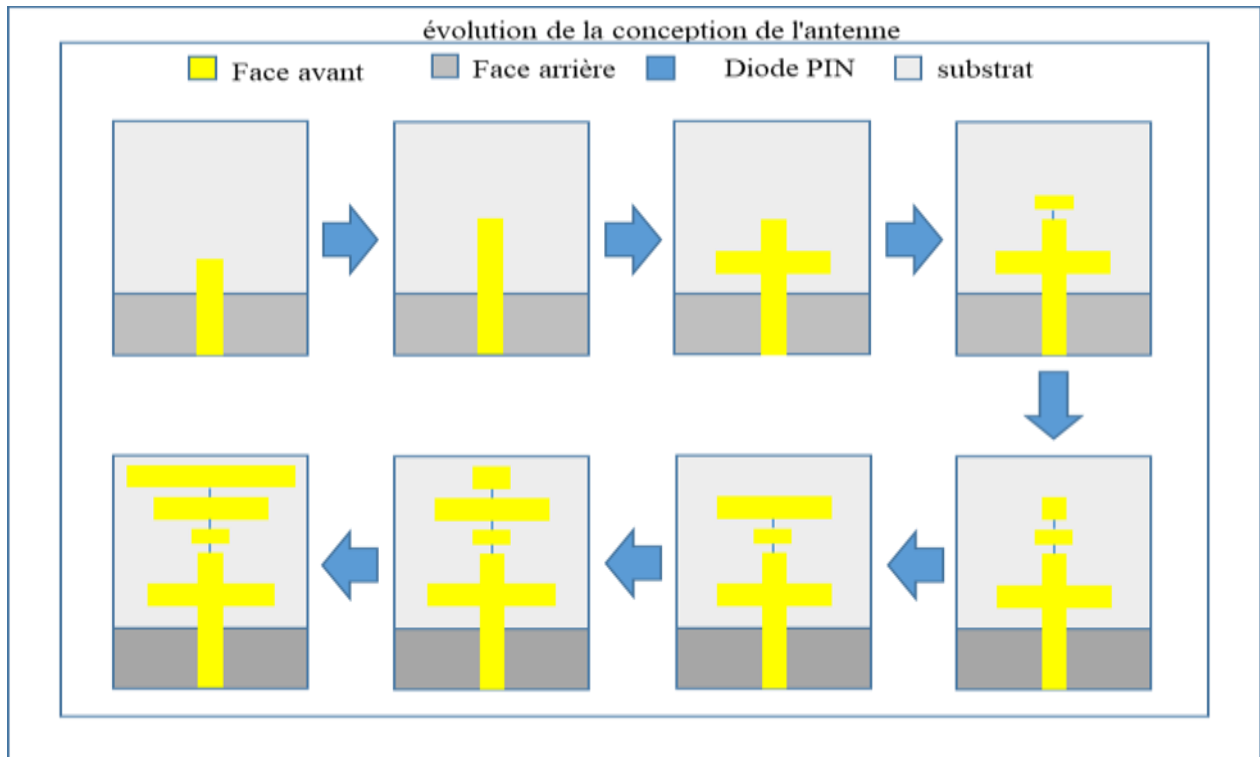 évolution de la conception de l'antenne
Face avant Face arrière Diode PIN substrat